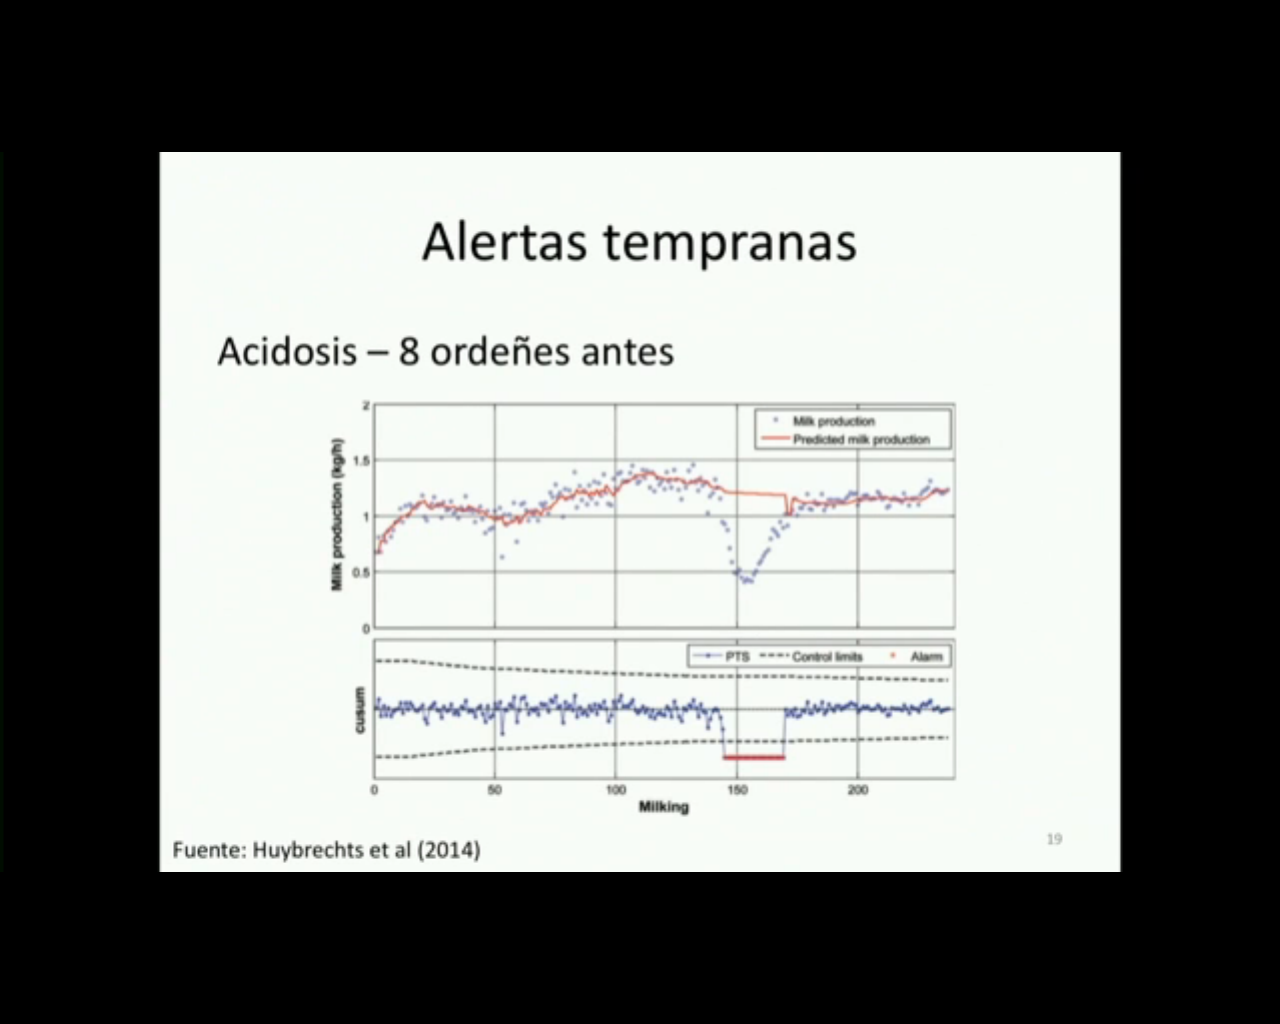 Alertas tempranas
Acidosis – 8 ordeñes antes
2
1.5
1
0.5
0
Milk production (kg/h)
Milk production
Predicted milk production
PTS
Control limits
Alarm
cusum
0
50
100
150
200
Milking
Fuente: Huybrechts et al (2014)
19